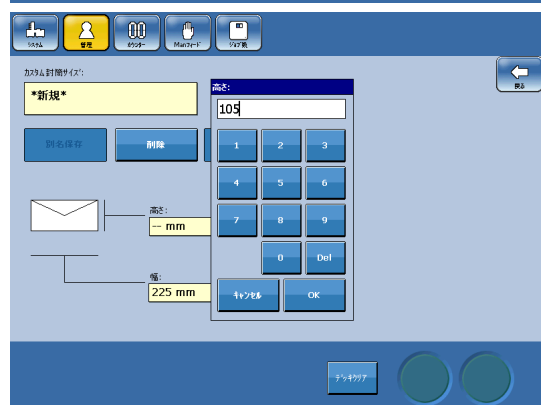 システム
管理
カウンター
Manフィード
ジョブ数
戻る
カスタム封筒サイズ:
*新規*
別名保存
削除
高さ:
105
1
2
3
4
5
6
7
8
9
0
Del
キャンセル
OK
高さ:
-- mm
幅:
225 mm
デッキクリア